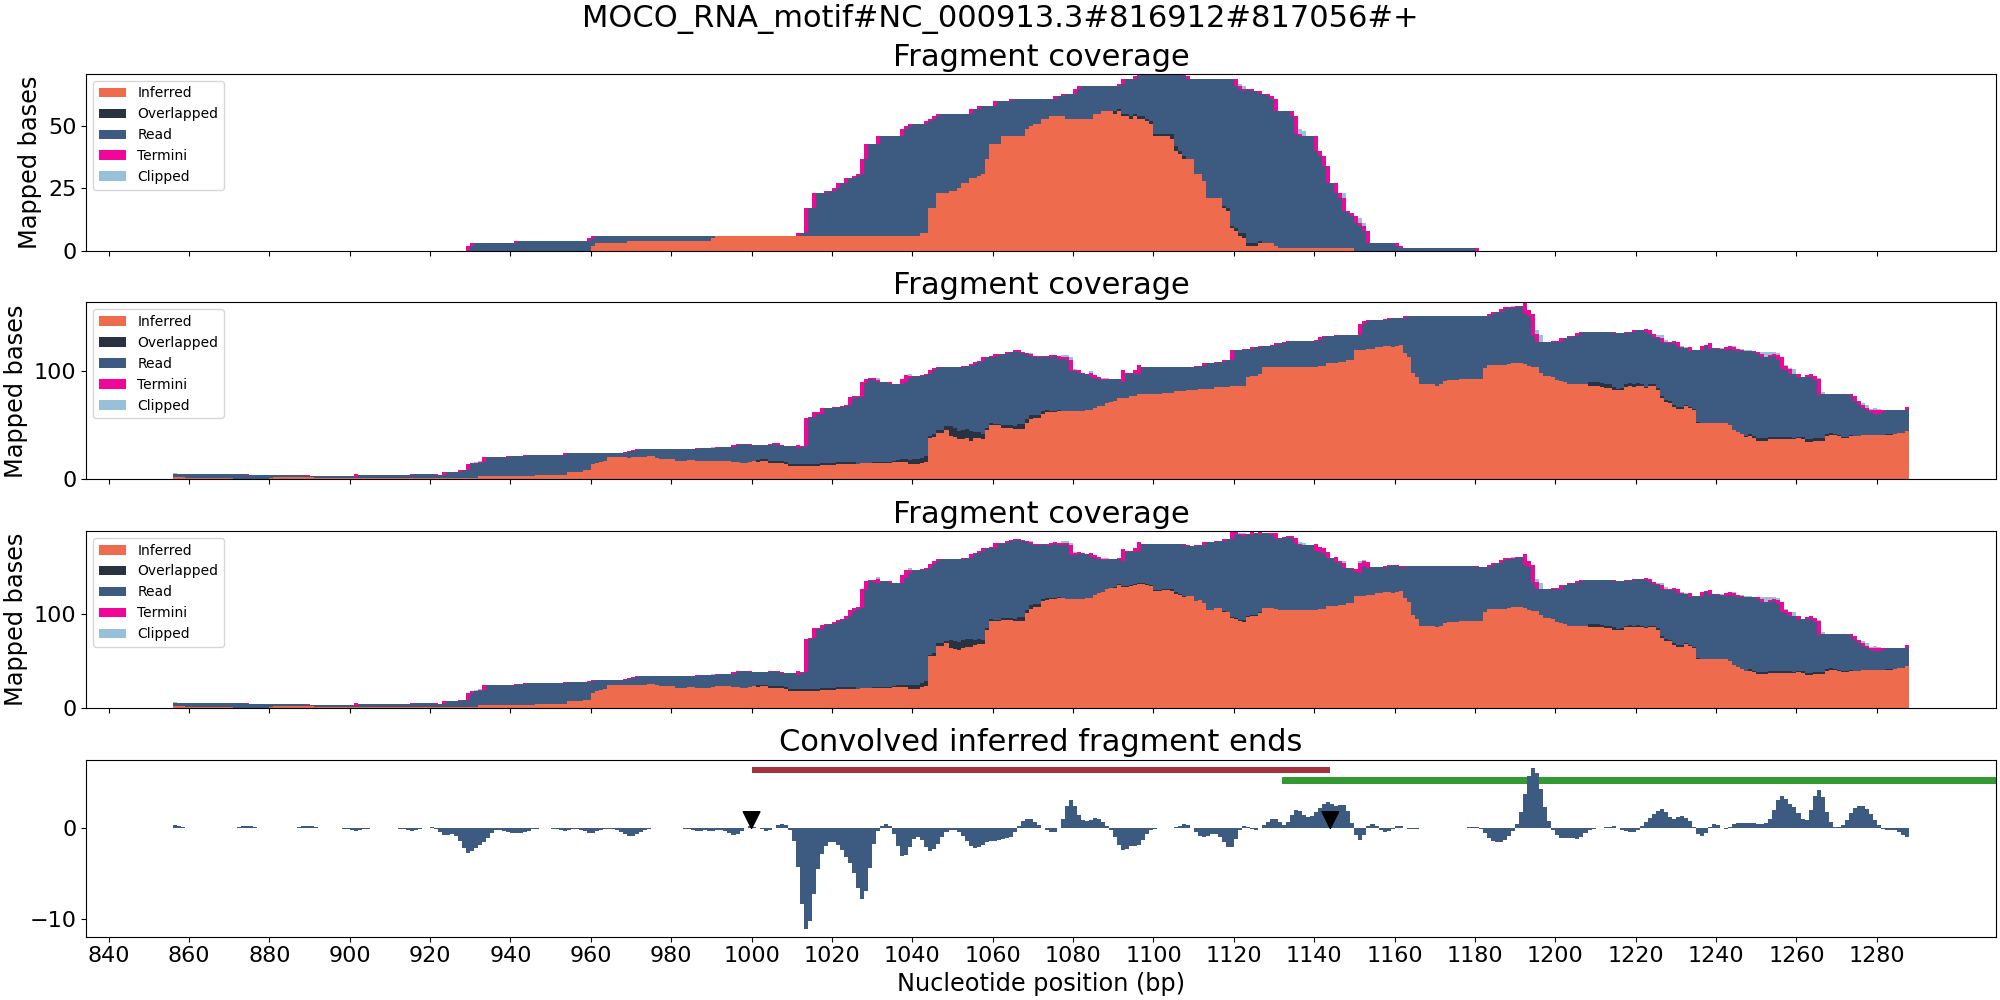 MOCO_RNA_motif#NC_000913.3#816912#817056#+
Fragment coverage
Mapped bases
50
25
0
Inferred
Overlapped
Read
Termini
Clipped
Fragment coverage
Mapped bases
100
0
Inferred
Overlapped
Read
Termini
Clipped
Fragment coverage
Mapped bases
100
0
Inferred
Overlapped
Read
Termini
Clipped
Convolved inferred fragment ends
0
−10
840 860 880 900 920 940 960 980 1000 1020 1040 1060 1080 1100 1120 1140 1160 1180 1200 1220 1240 1260 1280
Nucleotide position (bp)